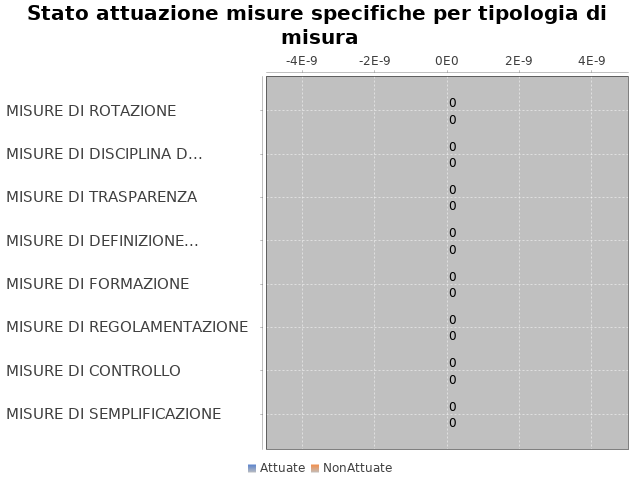 Stato attuazione misure specifiche per tipologia di
misura
-4E-9 -2E-9 0E0 2E-9 4E-9
MISURE DI ROTAZIONE 0
0
MISURE DI DISCIPLINA D... 0
0
MISURE DI TRASPARENZA 0
0
MISURE DI DEFINIZIONE... 0
0
MISURE DI FORMAZIONE 0
0
MISURE DI REGOLAMENTAZIONE 0
0
MISURE DI CONTROLLO 0
0
MISURE DI SEMPLIFICAZIONE 0
0
Attuate NonAttuate